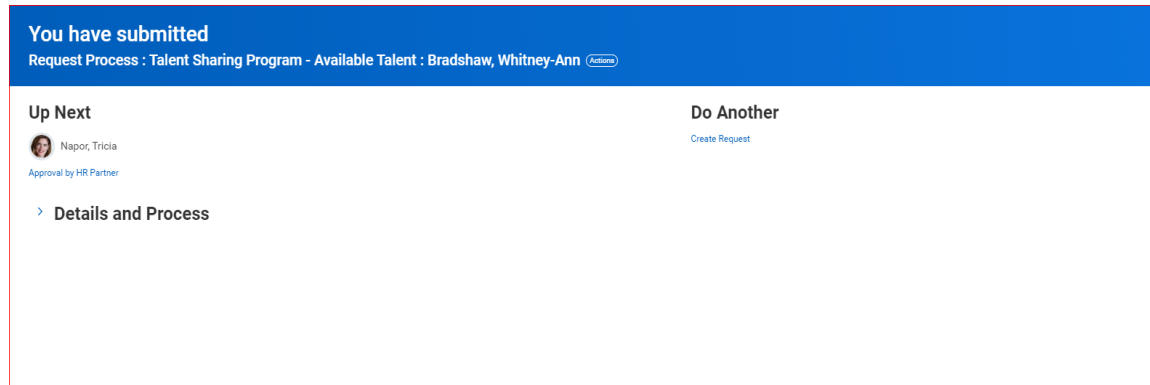 You have submitted
Request Process : Talent Sharing Program - Available Talent : Bradshaw, Whitney-Ann Actions
Up Next
Napor, Tricia
Approval by HR Partner
Details and Process
Do Another
Create Request